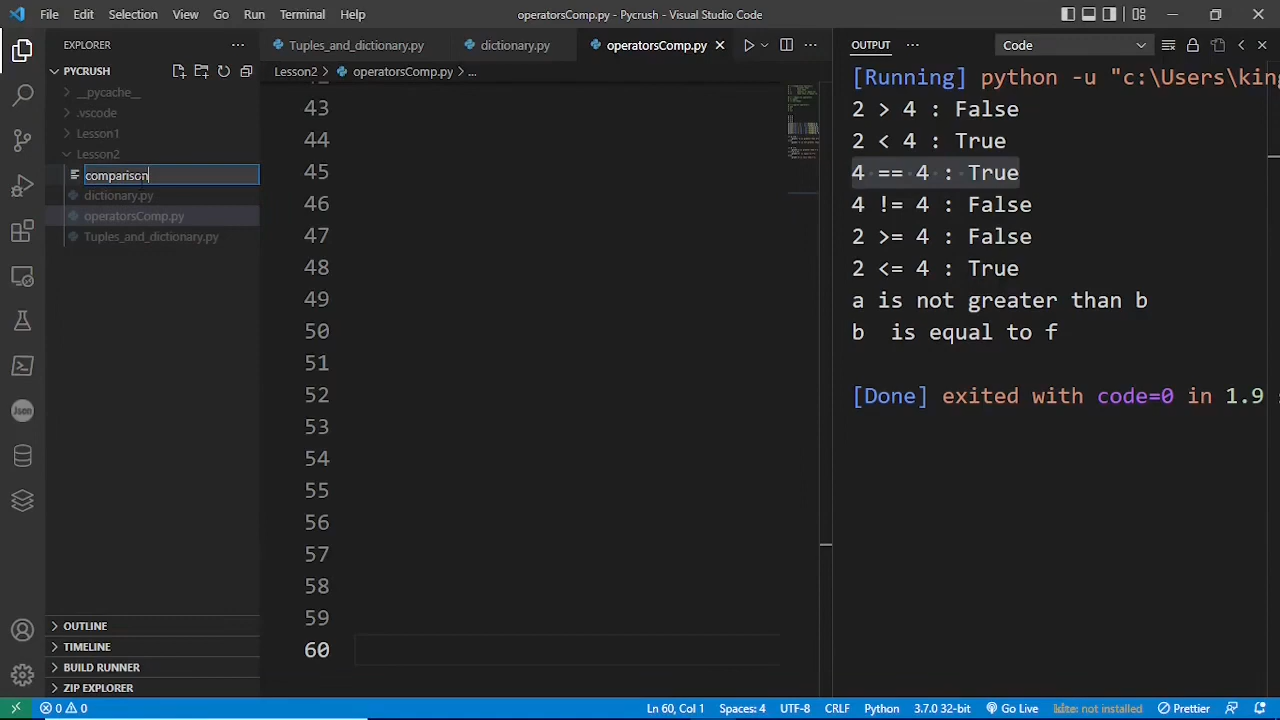 File Edit Selection View Go Run Terminal Help
operatorsComp.py - Pycrush - Visual Studio Code
EXPLORER
PYCRUSH
__pycache__
.vscode
Lesson1
Lesson2
comparison
dictionary.py
operatorsComp.py
Tuples_and_dictionary.py
OUTLINE
TIMELINE
BUILD RUNNER
ZIP EXPLORER
Json
Tuples_and_dictionary.py dictionary.py operatorsComp.py
Lesson2 > operatorsComp.py > ...
43
44
45
46
47
48
49
50
51
52
53
54
55
56
57
58
59
60
OUTPUT
Code
[Running] python -u "c:\Users\king
2 > 4 : False
2 < 4 : True
4 == 4 : True
4 != 4 : False
2 >= 4 : False
2 <= 4 : True
a is not greater than b
b  is equal to f
[Done] exited with code=0 in 1.9
0 0
Ln 60, Col 1 Spaces: 4 UTF-8 CRLF Python 3.7.0 32-bit Go Live not installed Prettier